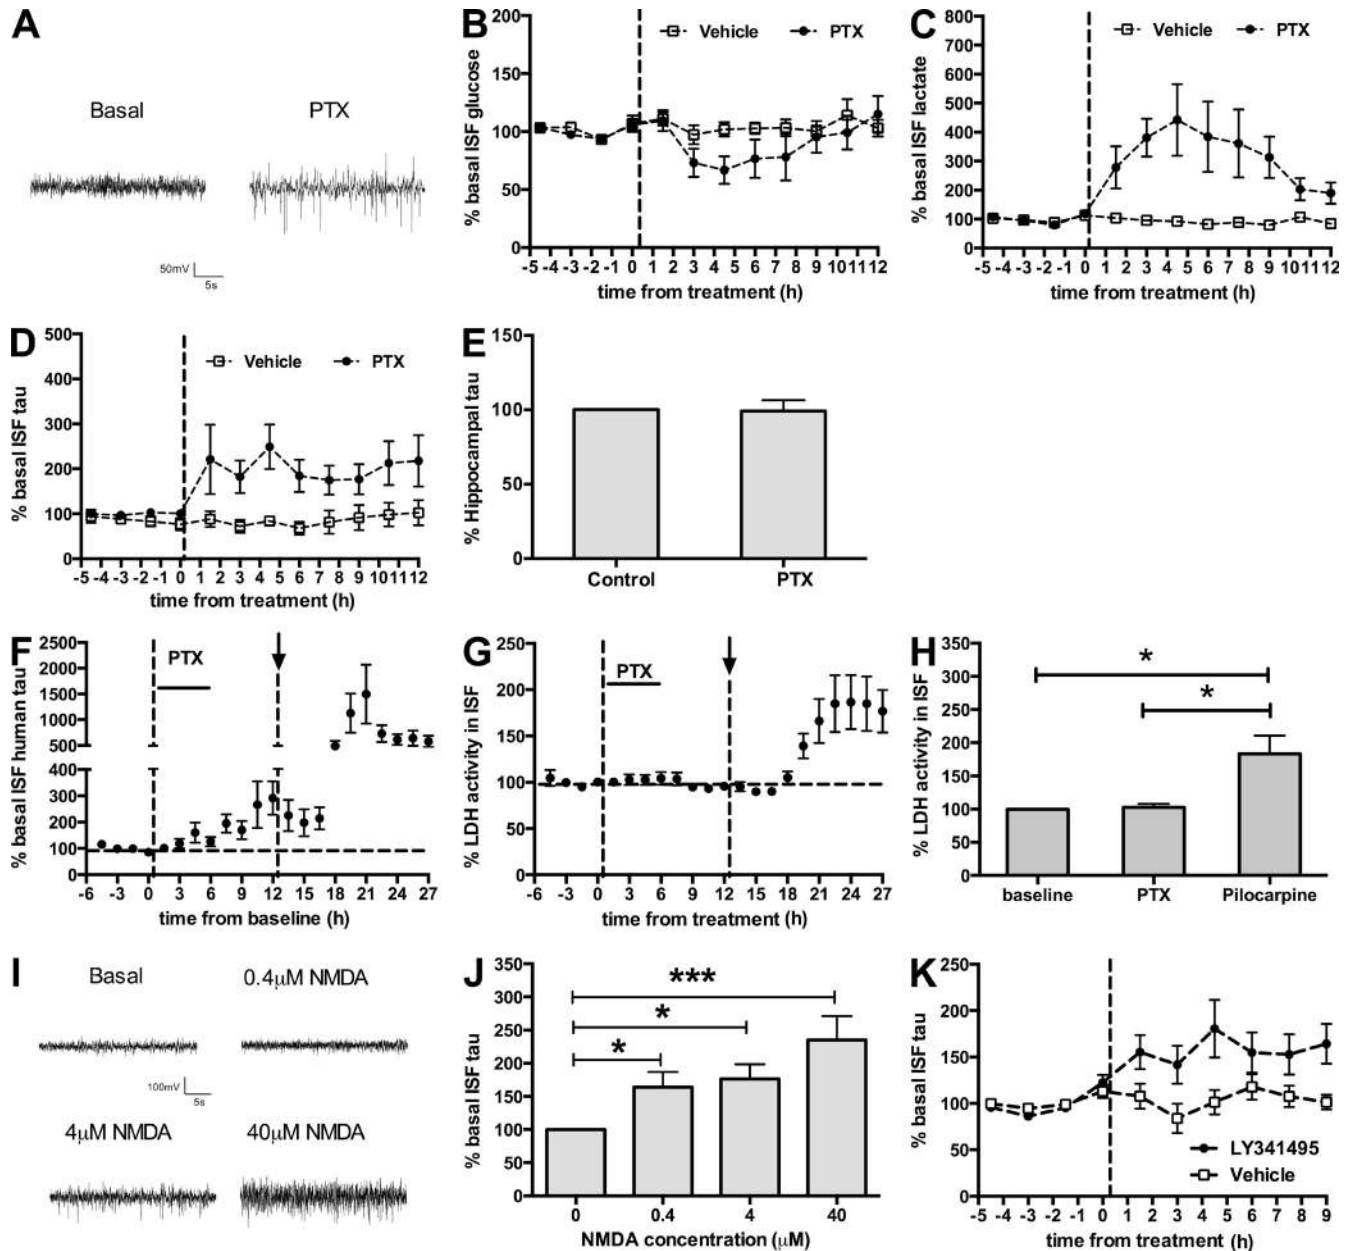 A
Basal PTX
50mV
5s
B
Vehicle PTX
% basal ISF glucose
200
150
100
50
0
-5 -4 -3 -2 -1 0 1 2 3 4 5 6 7 8 9 10 11 12
time from treatment (h)
C
Vehicle PTX
% basal ISF lactate
800
700
600
500
400
300
200
100
0
-5 -4 -3 -2 -1 0 1 2 3 4 5 6 7 8 9 10 11 12
time from treatment (h)
D
Vehicle PTX
% basal ISF tau
500
400
300
200
100
0
-5 -4 -3 -2 -1 0 1 2 3 4 5 6 7 8 9 10 11 12
time from treatment (h)
E
% Hippocampal tau
150
100
50
0
Control PTX
F
PTX
% basal ISF human tau
2500
2000
1500
1000
500
400
300
200
100
0
-6 -3 0 3 6 9 12 15 18 21 24 27
time from baseline (h)
G
PTX
% LDH activity in ISF
250
200
150
100
50
0
-6 -3 0 3 6 9 12 15 18 21 24 27
time from treatment (h)
H
% LDH activity in ISF
350
300
250
200
150
100
50
0
*
*
baseline PTX Pilocarpine
I
Basal 0.4μM NMDA
100mV
5s
4μM NMDA 40μM NMDA
J
% basal ISF tau
350
300
250
200
150
100
50
0
***
*
*
0 0.4 4 40
NMDA concentration (μM)
K
% basal ISF tau
250
200
150
100
50
0
LY341495
Vehicle
-5 -4 -3 -2 -1 0 1 2 3 4 5 6 7 8 9
time from treatment (h)